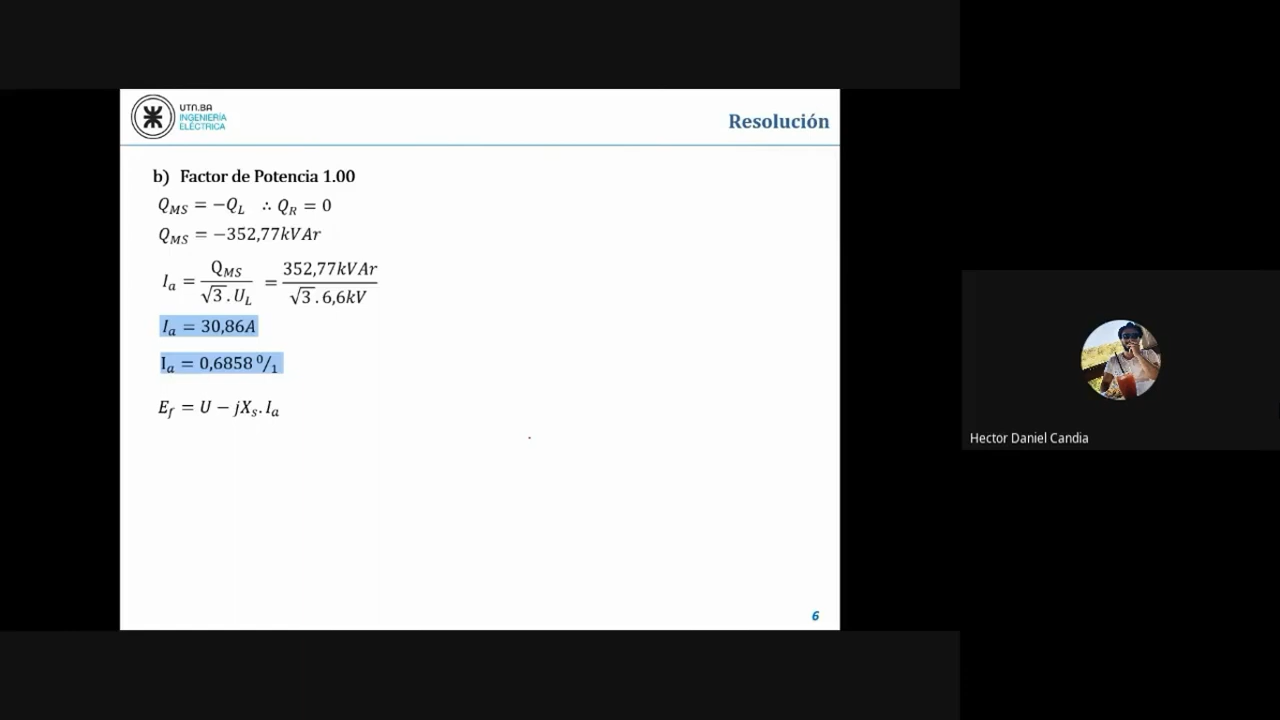 UTN.BA
INGENIERÍA
ELÉCTRICA
Resolución
b) Factor de Potencia 1.00
Q_MS = −Q_L ∴ Q_R = 0
Q_MS = −352,77kVAr
I_a = Q_MS / (√3 . U_L) = 352,77kVAr / (√3 . 6,6kV)
I_a = 30,86A
I_a = 0,6858 ⁰/₁
E_f = U − jX_s. I_a
6
Hector Daniel Candia